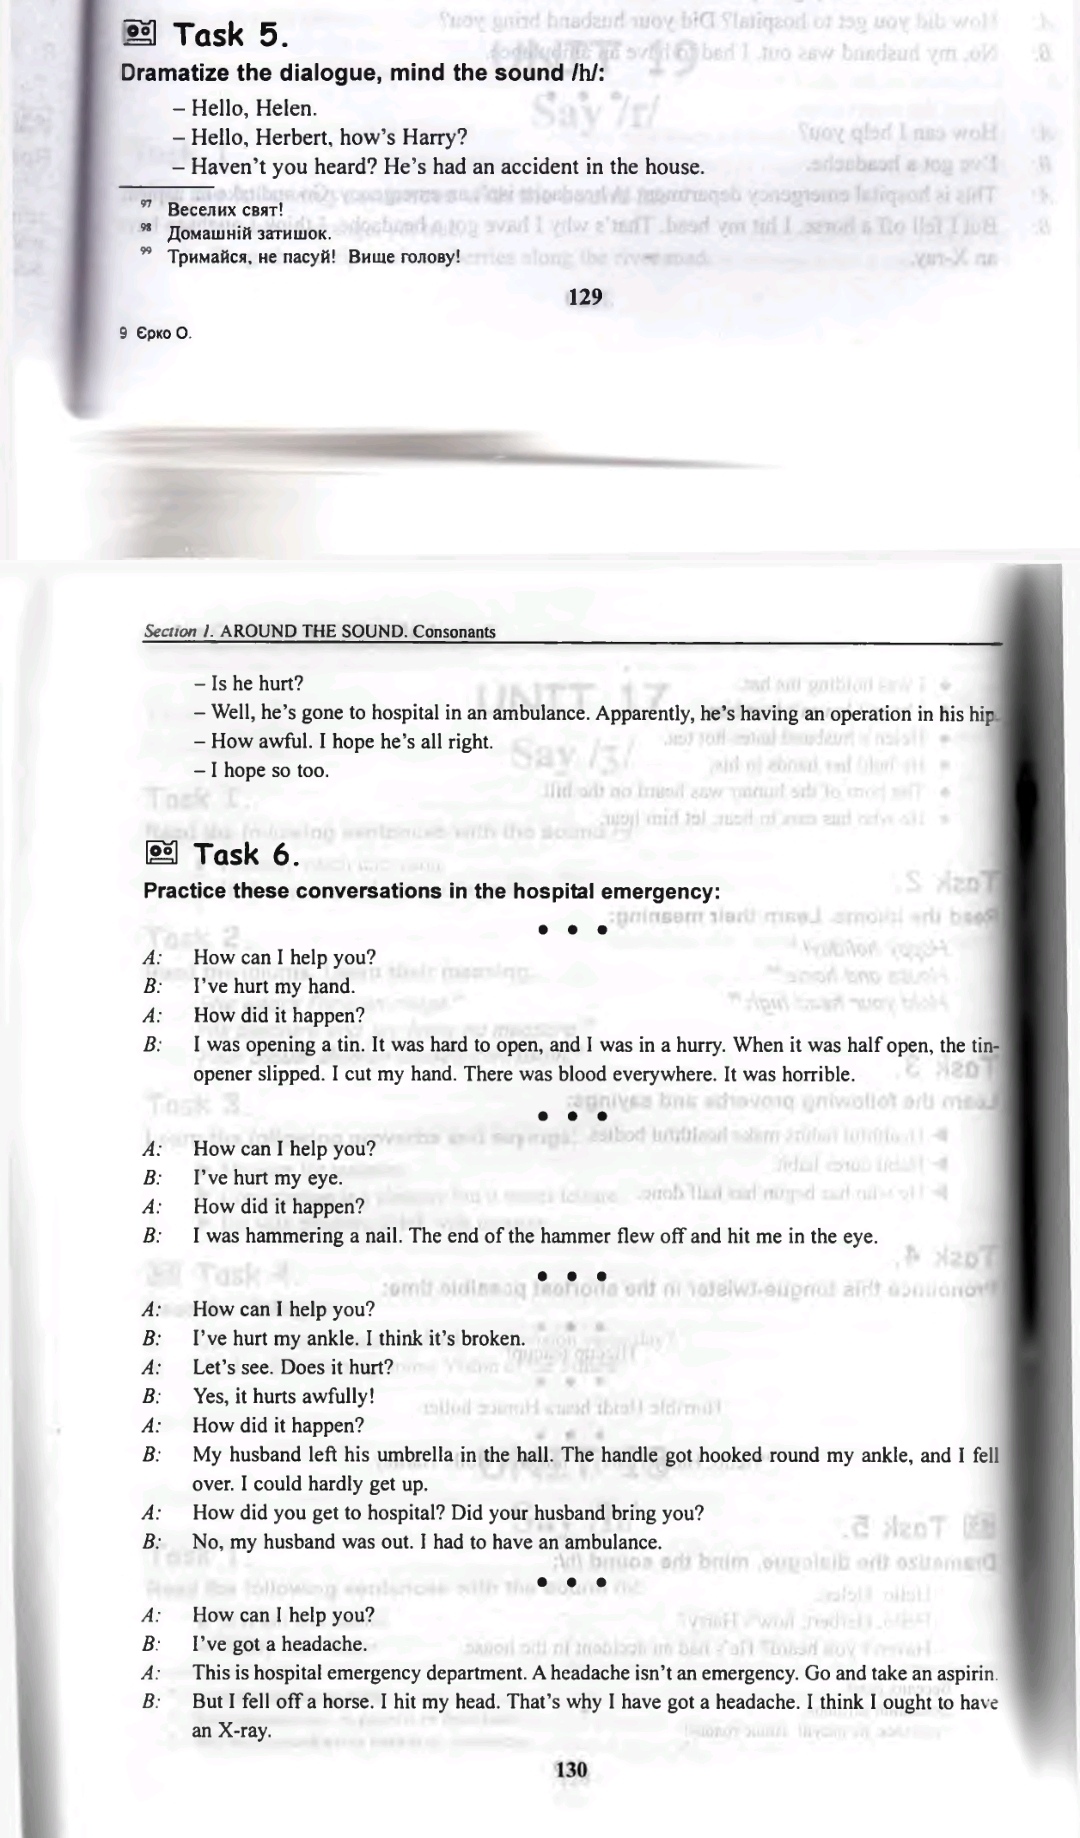 Task 5.
Dramatize the dialogue, mind the sound /h/:
– Hello, Helen.
– Hello, Herbert, how's Harry?
– Haven't you heard? He's had an accident in the house.
97 Веселих свят!
98 Домашній затишок.
99 Тримайся, не пасуй! Вище голову!
129
9 Єрко О.
Section 1. AROUND THE SOUND. Consonants
– Is he hurt?
– Well, he's gone to hospital in an ambulance. Apparently, he's having an operation in his hip.
– How awful. I hope he's all right.
– I hope so too.
Task 6.
Practice these conversations in the hospital emergency:
• • •
A: How can I help you?
B: I've hurt my hand.
A: How did it happen?
B: I was opening a tin. It was hard to open, and I was in a hurry. When it was half open, the tin-
opener slipped. I cut my hand. There was blood everywhere. It was horrible.
• • •
A: How can I help you?
B: I've hurt my eye.
A: How did it happen?
B: I was hammering a nail. The end of the hammer flew off and hit me in the eye.
• • •
A: How can I help you?
B: I've hurt my ankle. I think it's broken.
A: Let's see. Does it hurt?
B: Yes, it hurts awfully!
A: How did it happen?
B: My husband left his umbrella in the hall. The handle got hooked round my ankle, and I fell
over. I could hardly get up.
A: How did you get to hospital? Did your husband bring you?
B: No, my husband was out. I had to have an ambulance.
• • •
A: How can I help you?
B: I've got a headache.
A: This is hospital emergency department. A headache isn't an emergency. Go and take an aspirin.
B: But I fell off a horse. I hit my head. That's why I have got a headache. I think I ought to have
an X-ray.
130